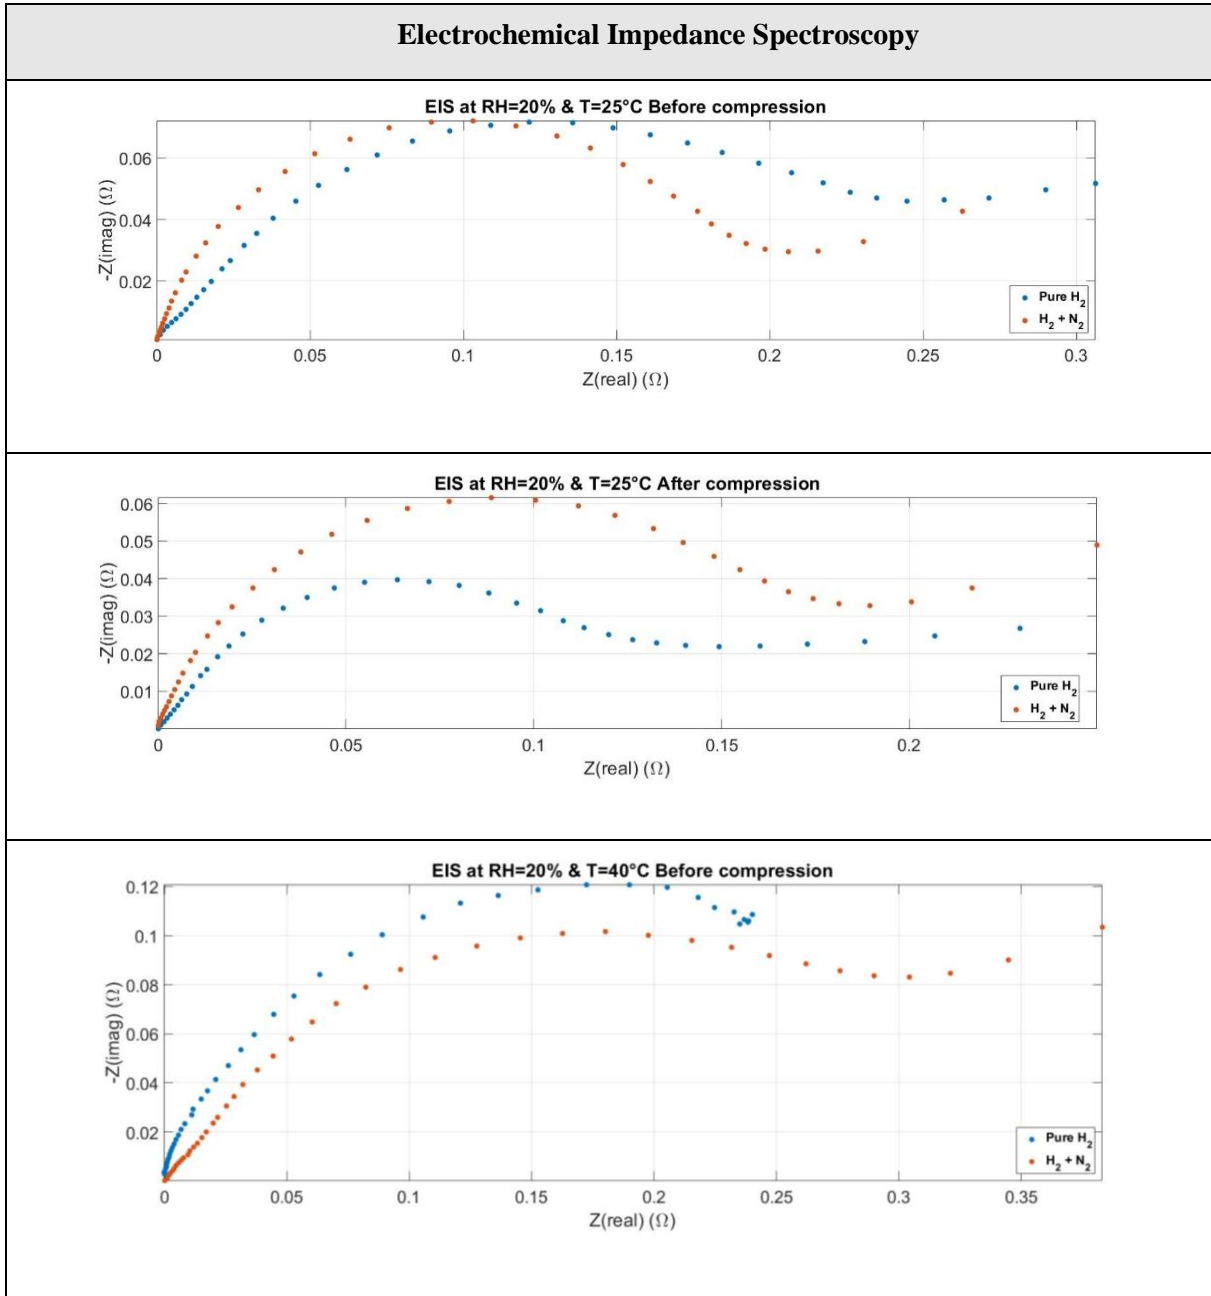 Electrochemical Impedance Spectroscopy
EIS at RH=20% & T=25°C Before compression
-Z(imag) (Ω)
0.06
0.04
0.02
0 0.05 0.1 0.15 0.2 0.25 0.3
Z(real) (Ω)
Pure H₂
H₂ + N₂
EIS at RH=20% & T=25°C After compression
-Z(imag) (Ω)
0.06
0.05
0.04
0.03
0.02
0.01
0 0.05 0.1 0.15 0.2
Z(real) (Ω)
Pure H₂
H₂ + N₂
EIS at RH=20% & T=40°C Before compression
-Z(imag) (Ω)
0.12
0.1
0.08
0.06
0.04
0.02
0 0.05 0.1 0.15 0.2 0.25 0.3 0.35
Z(real) (Ω)
Pure H₂
H₂ + N₂